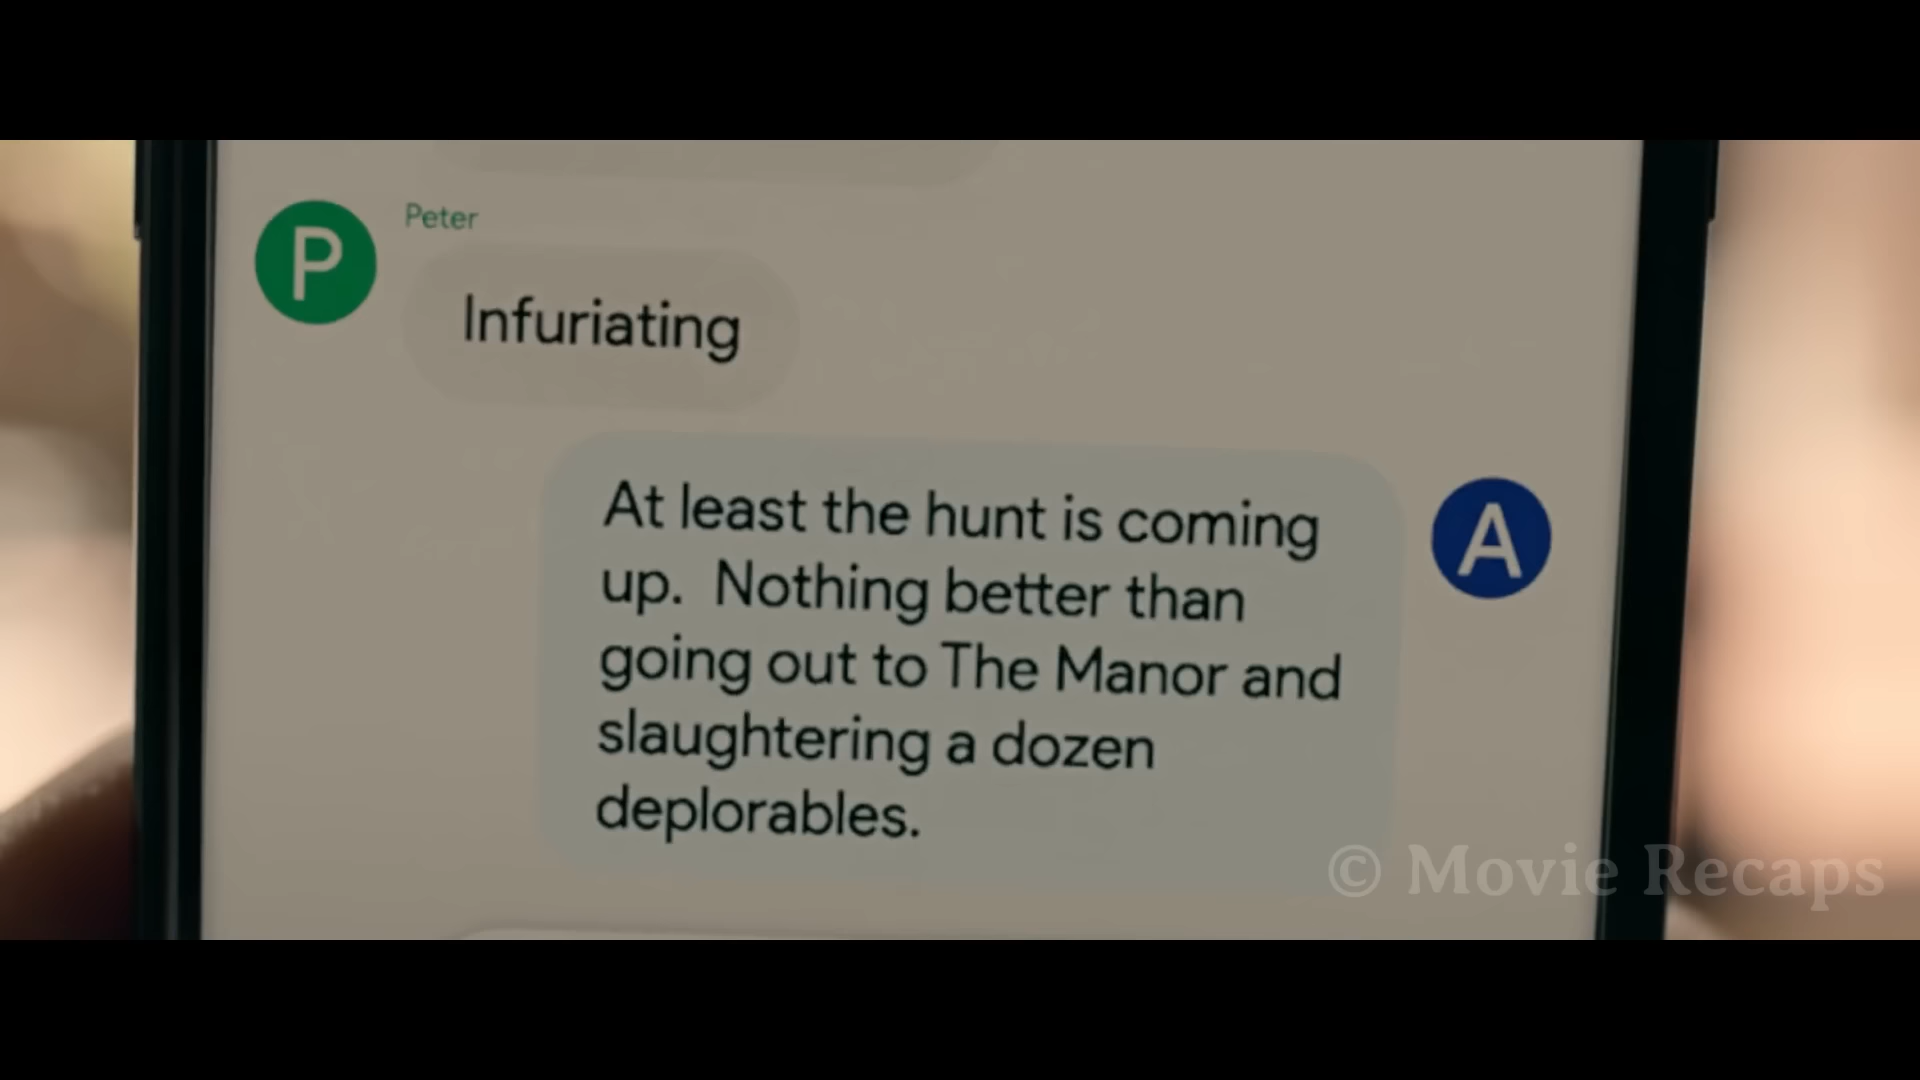 P
Peter
Infuriating
At least the hunt is coming
up.  Nothing better than
going out to The Manor and
slaughtering a dozen
deplorables.
A
© Movie Recaps